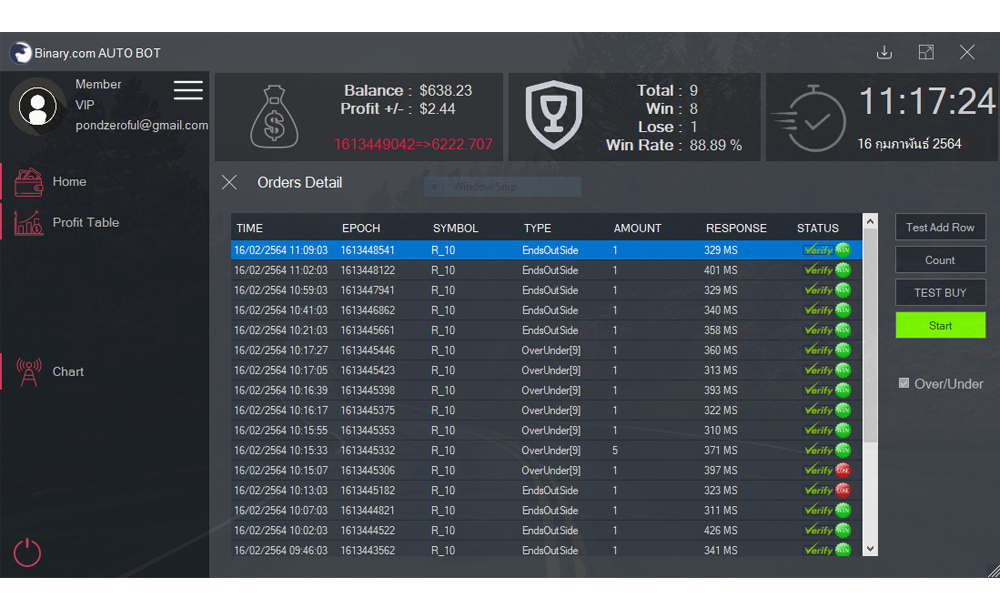 Binary.com AUTO BOT
Member
VIP
pondzeroful@gmail.com
Balance : $638.23
Profit +/- : $2.44
1613449042=>6222.707
Total : 9
Win : 8
Lose : 1
Win Rate : 88.89 %
11:17:24
16 กุมภาพันธ์ 2564
Home
Profit Table
Chart
Orders Detail
Window Snip
TIME EPOCH SYMBOL TYPE AMOUNT RESPONSE STATUS
16/02/2564 11:09:03 1613448541 R_10 EndsOutSide 1 329 MS Verify WIN
16/02/2564 11:02:03 1613448122 R_10 EndsOutSide 1 401 MS Verify WIN
16/02/2564 10:59:03 1613447941 R_10 EndsOutSide 1 329 MS Verify WIN
16/02/2564 10:41:03 1613446862 R_10 EndsOutSide 1 340 MS Verify WIN
16/02/2564 10:21:03 1613445661 R_10 EndsOutSide 1 358 MS Verify WIN
16/02/2564 10:17:27 1613445446 R_10 OverUnder[9] 1 360 MS Verify WIN
16/02/2564 10:17:05 1613445423 R_10 OverUnder[9] 1 313 MS Verify WIN
16/02/2564 10:16:39 1613445398 R_10 OverUnder[9] 1 393 MS Verify WIN
16/02/2564 10:16:17 1613445375 R_10 OverUnder[9] 1 322 MS Verify WIN
16/02/2564 10:15:55 1613445353 R_10 OverUnder[9] 1 310 MS Verify WIN
16/02/2564 10:15:33 1613445332 R_10 OverUnder[9] 5 371 MS Verify WIN
16/02/2564 10:15:07 1613445306 R_10 OverUnder[9] 1 397 MS Verify LOSE
16/02/2564 10:13:03 1613445182 R_10 EndsOutSide 1 323 MS Verify LOSE
16/02/2564 10:07:03 1613444821 R_10 EndsOutSide 1 311 MS Verify WIN
16/02/2564 10:02:03 1613444522 R_10 EndsOutSide 1 426 MS Verify WIN
16/02/2564 09:46:03 1613443562 R_10 EndsOutSide 1 341 MS Verify WIN
Test Add Row
Count
TEST BUY
Start
Over/Under